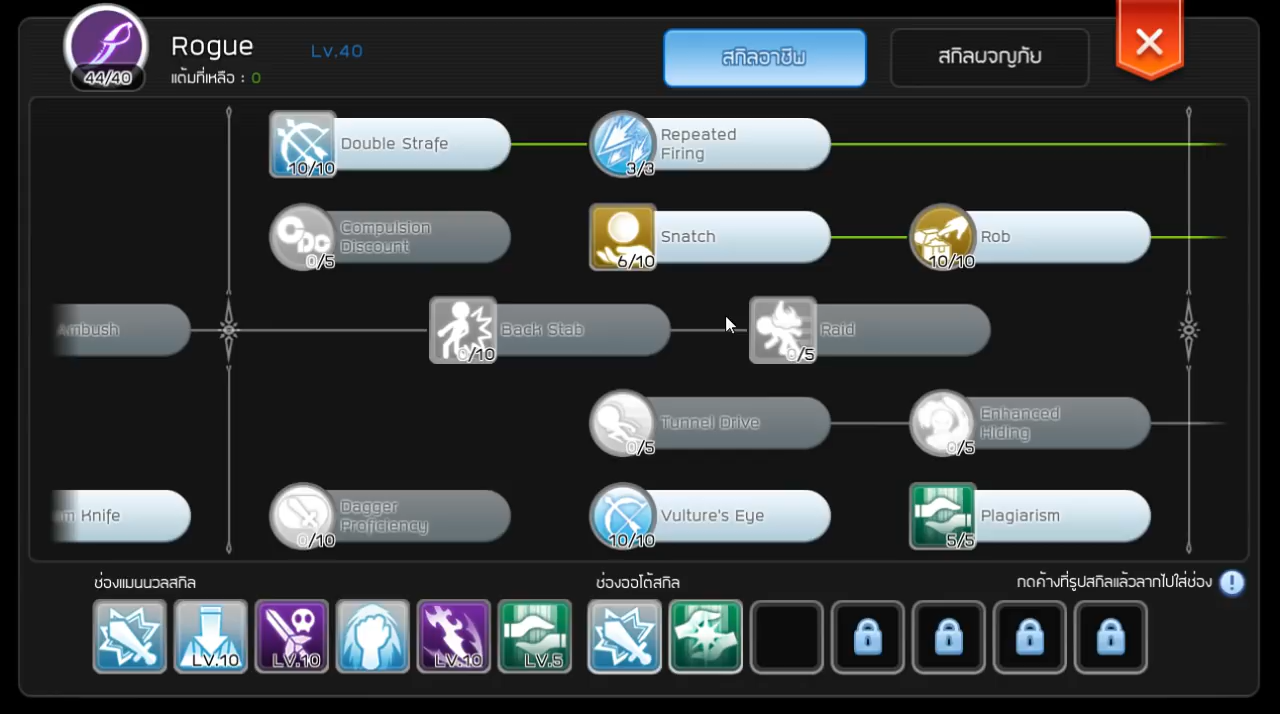 Rogue
Lv.40
44/40
แต้มที่เหลือ : 0
สกิลอาชีพ
สกิลผจญภัย
Double Strafe
10/10
Repeated
Firing
3/3
Compulsion
Discount
0/5
Snatch
6/10
Rob
10/10
Ambush
Back Stab
0/10
Raid
0/5
Tunnel Drive
0/5
Enhanced
Hiding
0/5
Knife
Dagger
Proficiency
0/10
Vulture's Eye
10/10
Plagiarism
5/5
ช่องแมนนวลสกิล
ช่องออโต้สกิล
กดค้างที่รูปสกิลแล้วลากไปใส่ช่อง
LV.10
LV.10
LV.10
LV.5